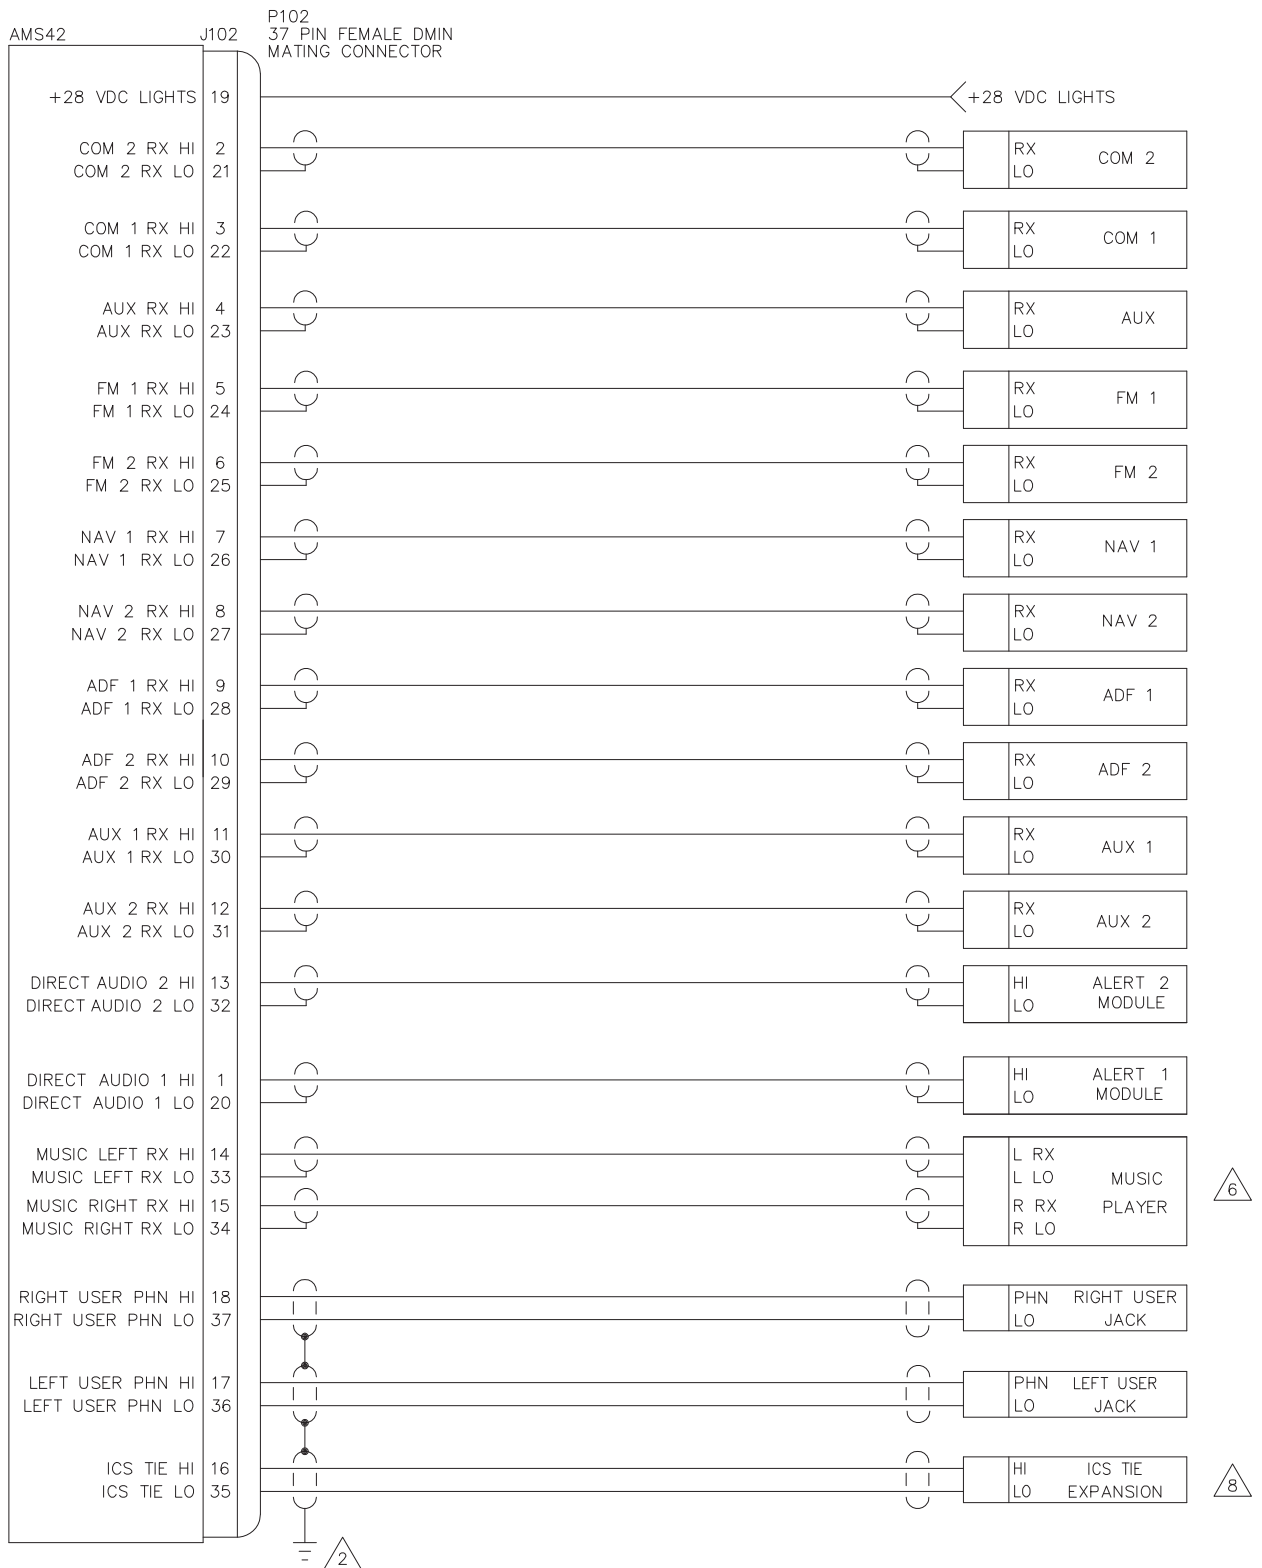 P102
AMS42 J102 37 PIN FEMALE DMIN
MATING CONNECTOR
+28 VDC LIGHTS 19 +28 VDC LIGHTS
COM 2 RX HI 2 RX COM 2
COM 2 RX LO 21 LO
COM 1 RX HI 3 RX COM 1
COM 1 RX LO 22 LO
AUX RX HI 4 RX AUX
AUX RX LO 23 LO
FM 1 RX HI 5 RX FM 1
FM 1 RX LO 24 LO
FM 2 RX HI 6 RX FM 2
FM 2 RX LO 25 LO
NAV 1 RX HI 7 RX NAV 1
NAV 1 RX LO 26 LO
NAV 2 RX HI 8 RX NAV 2
NAV 2 RX LO 27 LO
ADF 1 RX HI 9 RX ADF 1
ADF 1 RX LO 28 LO
ADF 2 RX HI 10 RX ADF 2
ADF 2 RX LO 29 LO
AUX 1 RX HI 11 RX AUX 1
AUX 1 RX LO 30 LO
AUX 2 RX HI 12 RX AUX 2
AUX 2 RX LO 31 LO
DIRECT AUDIO 2 HI 13 HI ALERT 2
DIRECT AUDIO 2 LO 32 LO MODULE
DIRECT AUDIO 1 HI 1 HI ALERT 1
DIRECT AUDIO 1 LO 20 LO MODULE
MUSIC LEFT RX HI 14 L RX
MUSIC LEFT RX LO 33 L LO MUSIC 6
MUSIC RIGHT RX HI 15 R RX PLAYER
MUSIC RIGHT RX LO 34 R LO
RIGHT USER PHN HI 18 PHN RIGHT USER
RIGHT USER PHN LO 37 LO JACK
LEFT USER PHN HI 17 PHN LEFT USER
LEFT USER PHN LO 36 LO JACK
ICS TIE HI 16 HI ICS TIE
ICS TIE LO 35 LO EXPANSION 8
2